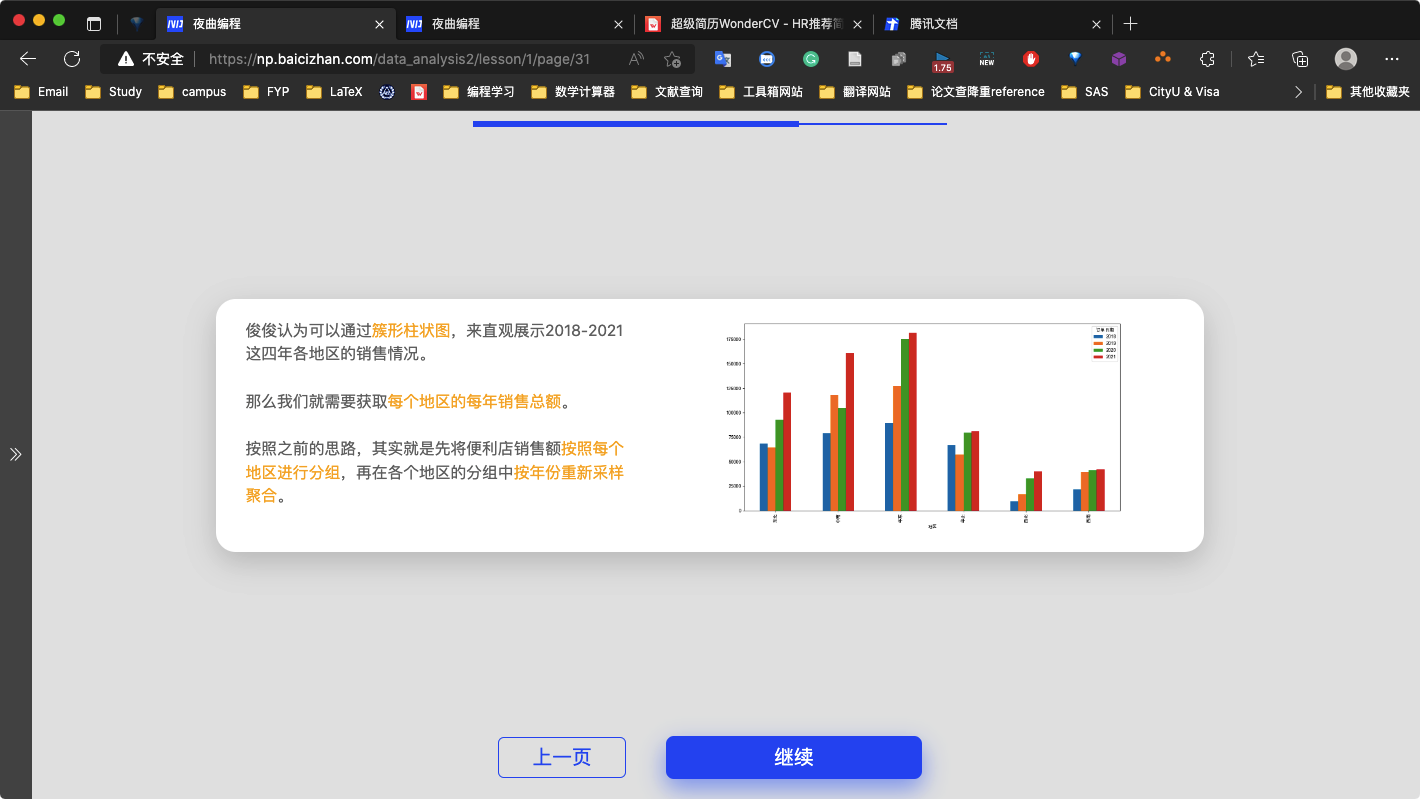 夜曲编程
夜曲编程
超级简历WonderCV - HR推荐简
腾讯文档
不安全
https://np.baicizhan.com/data_analysis2/lesson/1/page/31
1.75
NEW
Email
Study
campus
FYP
LaTeX
编程学习
数学计算器
文献查询
工具箱网站
翻译网站
论文查降重reference
SAS
CityU & Visa
其他收藏夹
俊俊认为可以通过簇形柱状图，来直观展示2018-2021
这四年各地区的销售情况。
那么我们就需要获取每个地区的每年销售总额。
按照之前的思路，其实就是先将便利店销售额按照每个
地区进行分组，再在各个地区的分组中按年份重新采样
聚合。
订单日期
2018
2019
2020
2021
175000
150000
125000
100000
75000
50000
25000
0
地区
上一页
继续